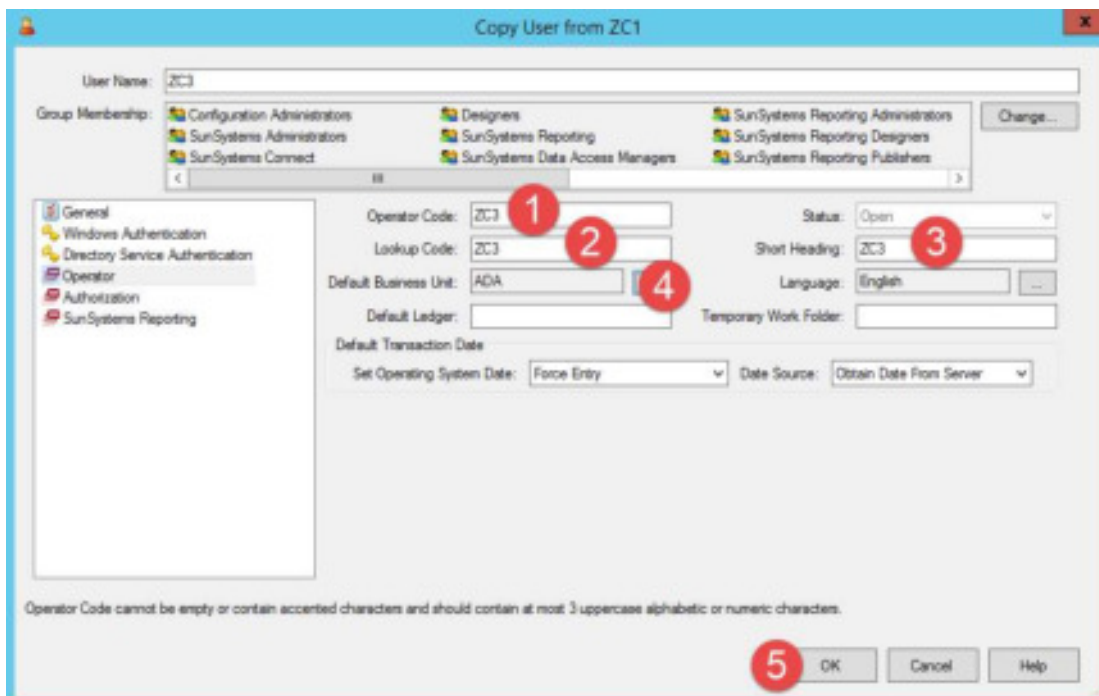 Copy User from ZC1
x
User Name: ZC3
Group Membership: Configuration Administrators Designers SunSystems Reporting Administrators Change...
SunSystems Administrators SunSystems Reporting SunSystems Reporting Designers
SunSystems Connect SunSystems Data Access Managers SunSystems Reporting Publishers
General Operator Code: ZC3 1 Status: Open
Windows Authentication
Directory Service Authentication Lookup Code: ZC3 2 Short Heading: ZC3 3
Operator Default Business Unit: ADA 4 Language: English ...
Authorization Default Ledger: Temporary Work Folder:
SunSystems Reporting
Default Transaction Date
Set Operating System Date: Force Entry Date Source: Obtain Date From Server
Operator Code cannot be empty or contain accented characters and should contain at most 3 uppercase alphabetic or numeric characters.
5 OK Cancel Help